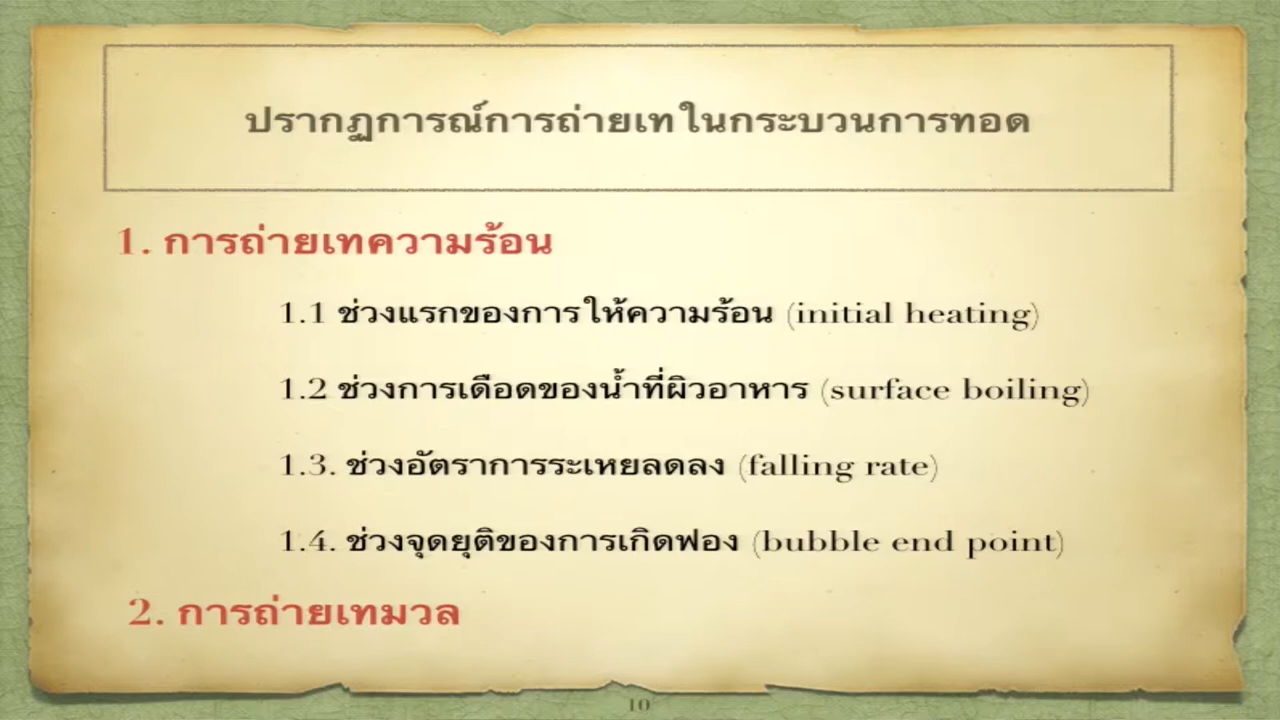 ปรากฏการณ์การถ่ายเทในกระบวนการทอด
1. การถ่ายเทความร้อน
1.1 ช่วงแรกของการให้ความร้อน (initial heating)
1.2 ช่วงการเดือดของน้ำที่ผิวอาหาร (surface boiling)
1.3. ช่วงอัตราการระเหยลดลง (falling rate)
1.4. ช่วงจุดยุติของการเกิดฟอง (bubble end point)
2. การถ่ายเทมวล
10